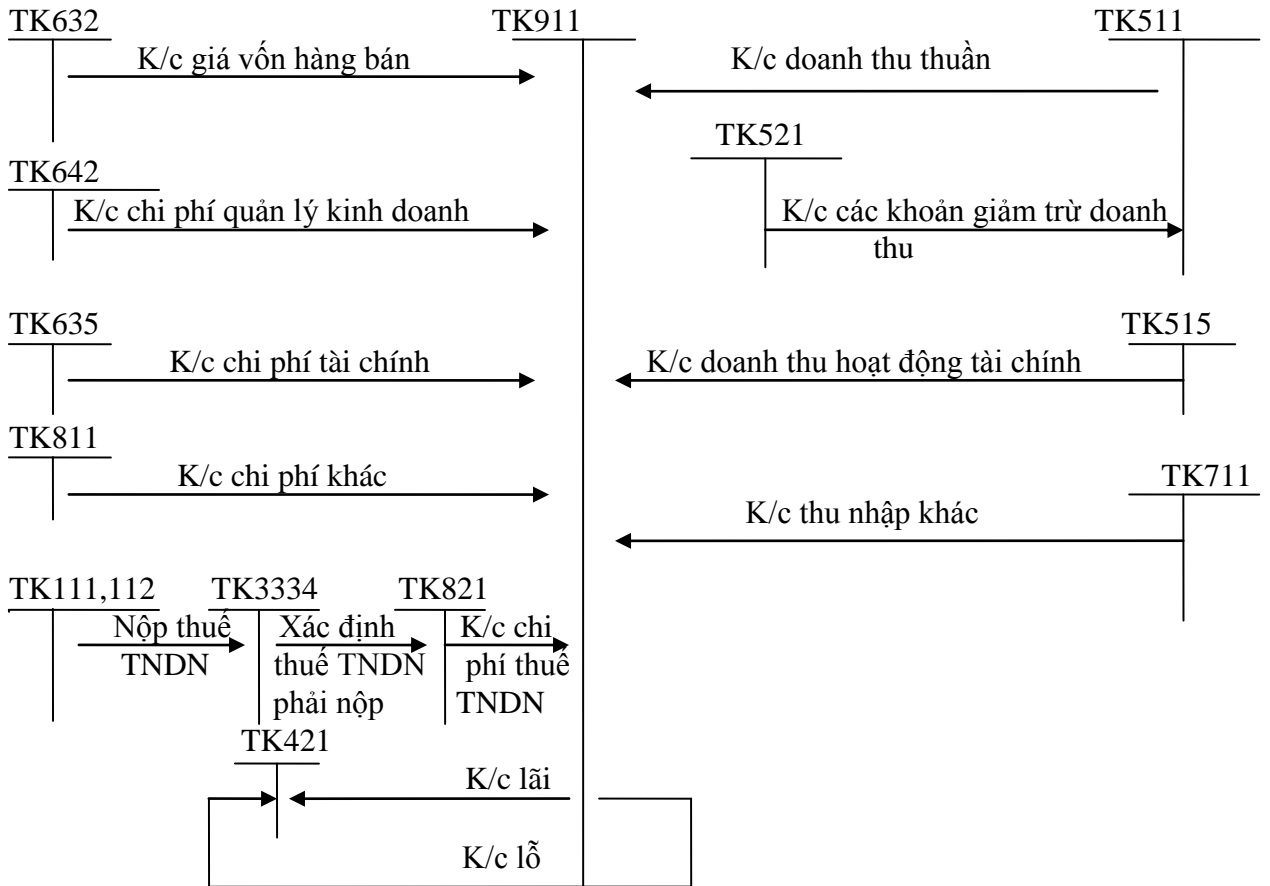 TK632
TK911
TK511
K/c giá vốn hàng bán
K/c doanh thu thuần
TK521
TK642
K/c chi phí quản lý kinh doanh
K/c các khoản giảm trừ doanh
thu
TK635
TK515
K/c chi phí tài chính
K/c doanh thu hoạt động tài chính
TK811
K/c chi phí khác
TK711
K/c thu nhập khác
TK111,112
TK3334
TK821
Nộp thuế
TNDN
Xác định
thuế TNDN
phải nộp
K/c chi
phí thuế
TNDN
TK421
K/c lãi
K/c lỗ